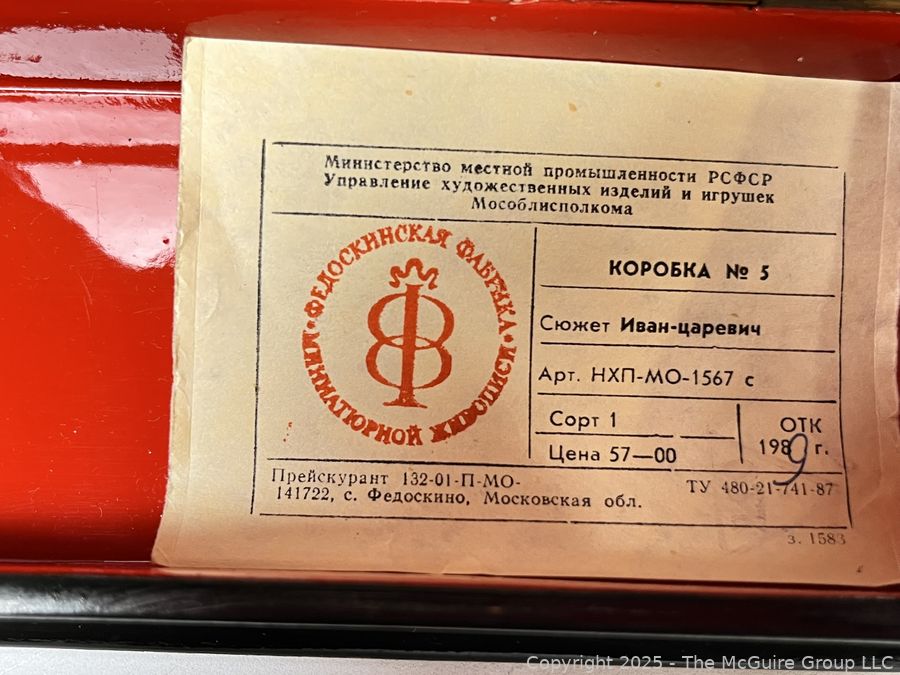 Министерство местной промышленности РСФСР
Управление художественных изделий и игрушек
Мособлисполкома
ФЕДОСКИНСКАЯ ФАБРИКА
МИНИАТЮРНОЙ ЖИВОПИСИ
Ф
КОРОБКА № 5
Сюжет Иван-царевич
Арт. НХП-МО-1567 с
Сорт 1
Цена 57—00
ОТК
1989 г.
Прейскурант 132-01-П-МО-
141722, с. Федоскино, Московская обл.
ТУ 480-21-741-87
з. 1583
Copyright 2025 - The McGuire Group LLC